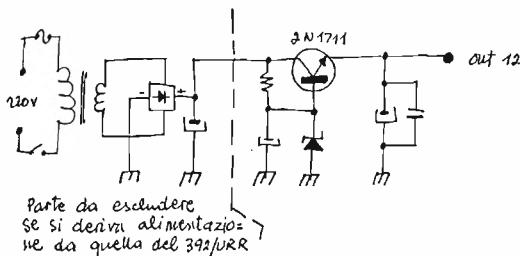 2N1711
out 12
220V
- +
Parte da escludere
se si deriva alimentazio=
ne da quella del 392/URR